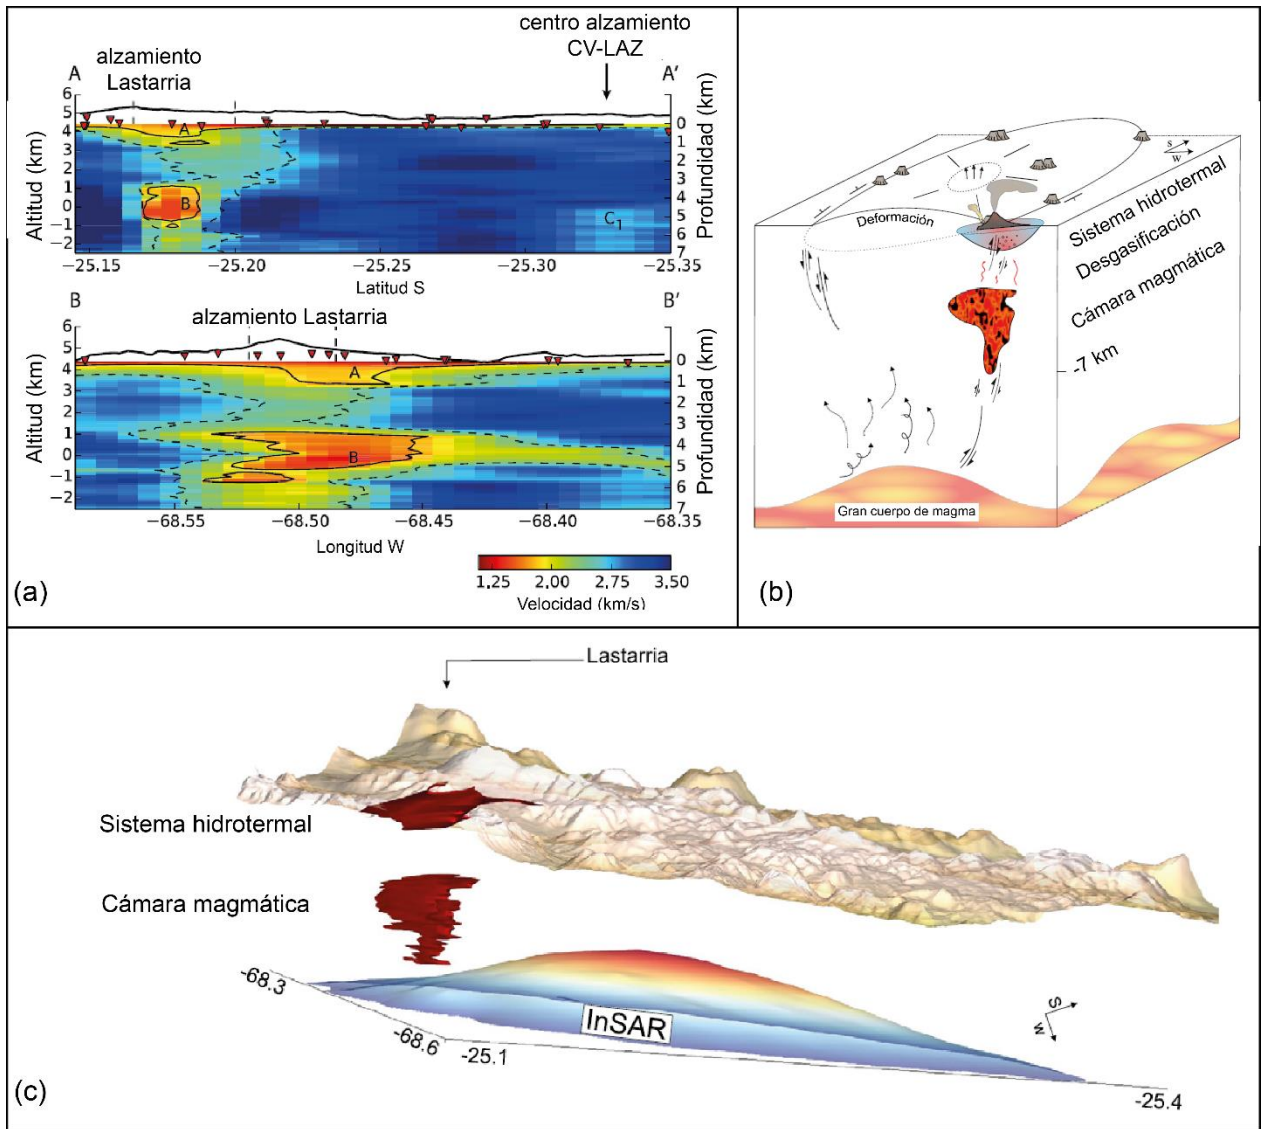 centro alzamiento
CV-LAZ
alzamiento
Lastarria
A
A'
Altitud (km)
6
5
4
3
2
1
0
−1
−2
A
B
C1
Profundidad (km)
0
1
2
3
4
5
6
7
−25.15
−25.20
−25.25
−25.30
−25.35
Latitud S
B
alzamiento Lastarria
B'
Altitud (km)
6
5
4
3
2
1
0
−1
−2
A
B
Profundidad (km)
0
1
2
3
4
5
6
7
−68.55
−68.50
−68.45
−68.40
−68.35
Longitud W
1.25 2.00 2.75 3.50
Velocidad (km/s)
(a)
S
W
Deformación
Sistema hidrotermal
Desgasificación
Cámara magmática
-7 km
Gran cuerpo de magma
(b)
Lastarria
Sistema hidrotermal
Cámara magmática
-68.3
-68.6
-25.1
InSAR
S
W
-25.4
(c)